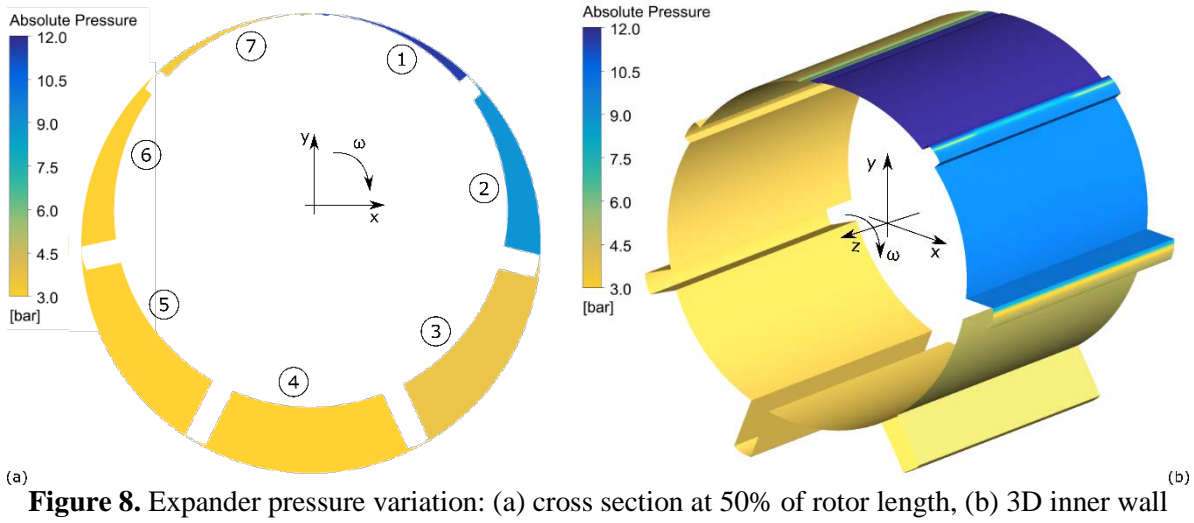 Absolute Pressure
12.0
10.5
9.0
7.5
6.0
4.5
3.0
[bar]
7
1
6
2
5
3
4
y
ω
x
(a)
Absolute Pressure
12.0
10.5
9.0
7.5
6.0
4.5
3.0
[bar]
y
z
ω
x
(b)
Figure 8. Expander pressure variation: (a) cross section at 50% of rotor length, (b) 3D inner wall